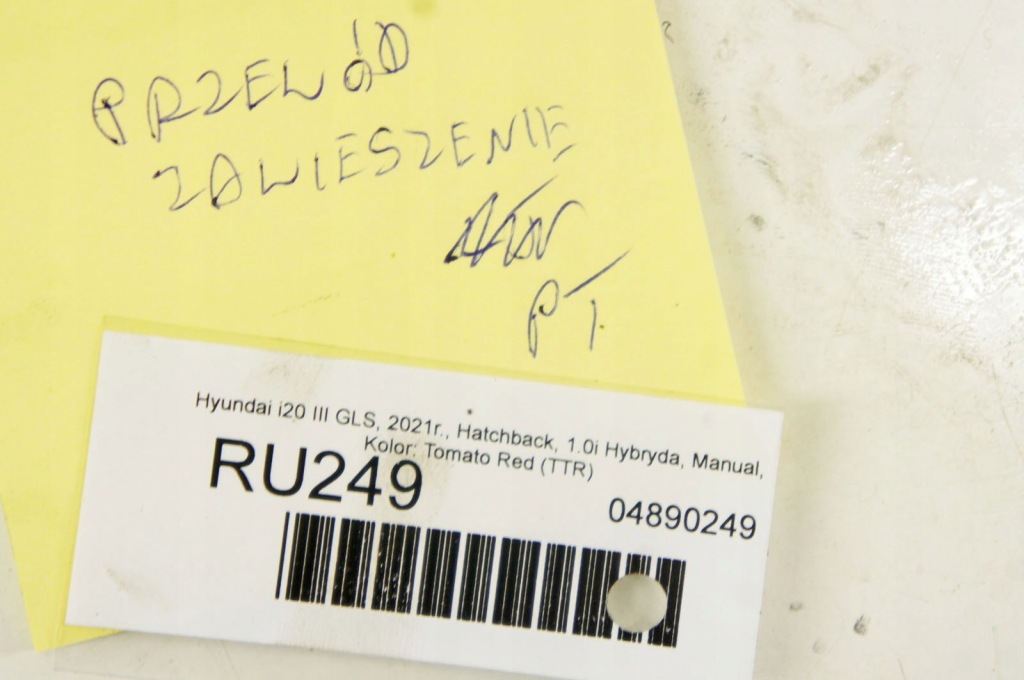 PRZEWÓD
ZAWIESZENIE
PT
Hyundai i20 III GLS, 2021r., Hatchback, 1.0i Hybryda, Manual,
Kolor: Tomato Red (TTR)
RU249
04890249